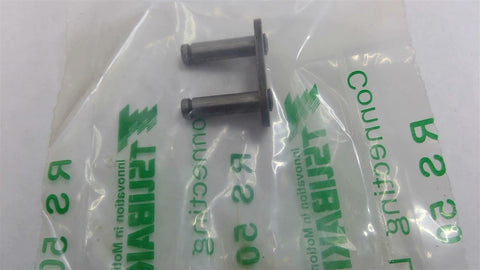 RS 50
Connecting L
TSUBAKI
Innovation in Motion
RS 50
Connecting
TSUBAKI
Innovation in Motion
RS 50